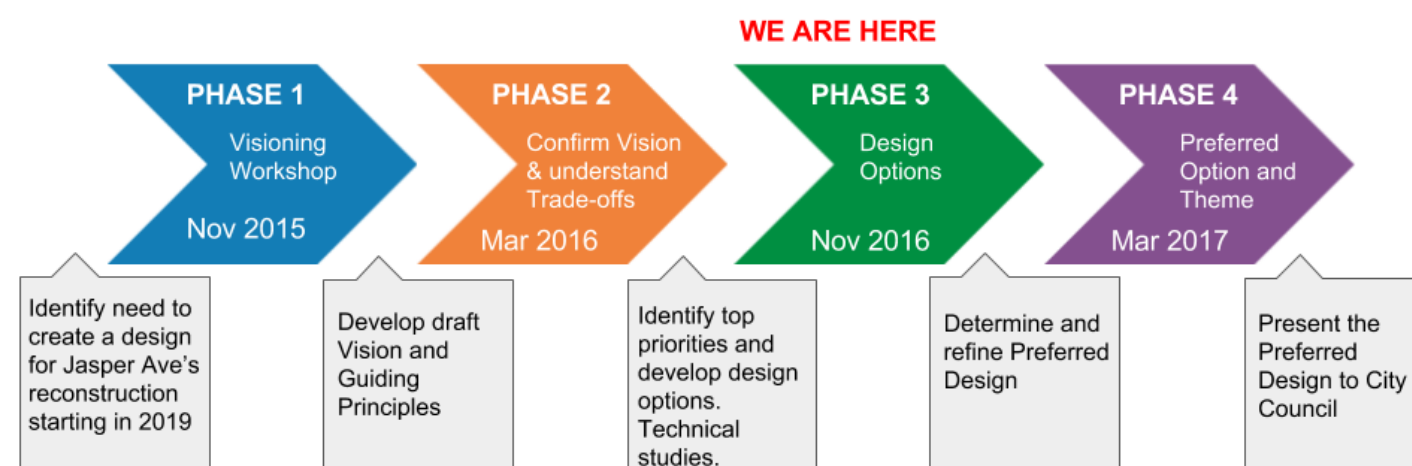 WE ARE HERE
PHASE 1
Visioning
Workshop
Nov 2015
PHASE 2
Confirm Vision
& understand
Trade-offs
Mar 2016
PHASE 3
Design
Options
Nov 2016
PHASE 4
Preferred
Option and
Theme
Mar 2017
Identify need to
create a design
for Jasper Ave's
reconstruction
starting in 2019
Develop draft
Vision and
Guiding
Principles
Identify top
priorities and
develop design
options.
Technical
studies.
Determine and
refine Preferred
Design
Present the
Preferred
Design to City
Council